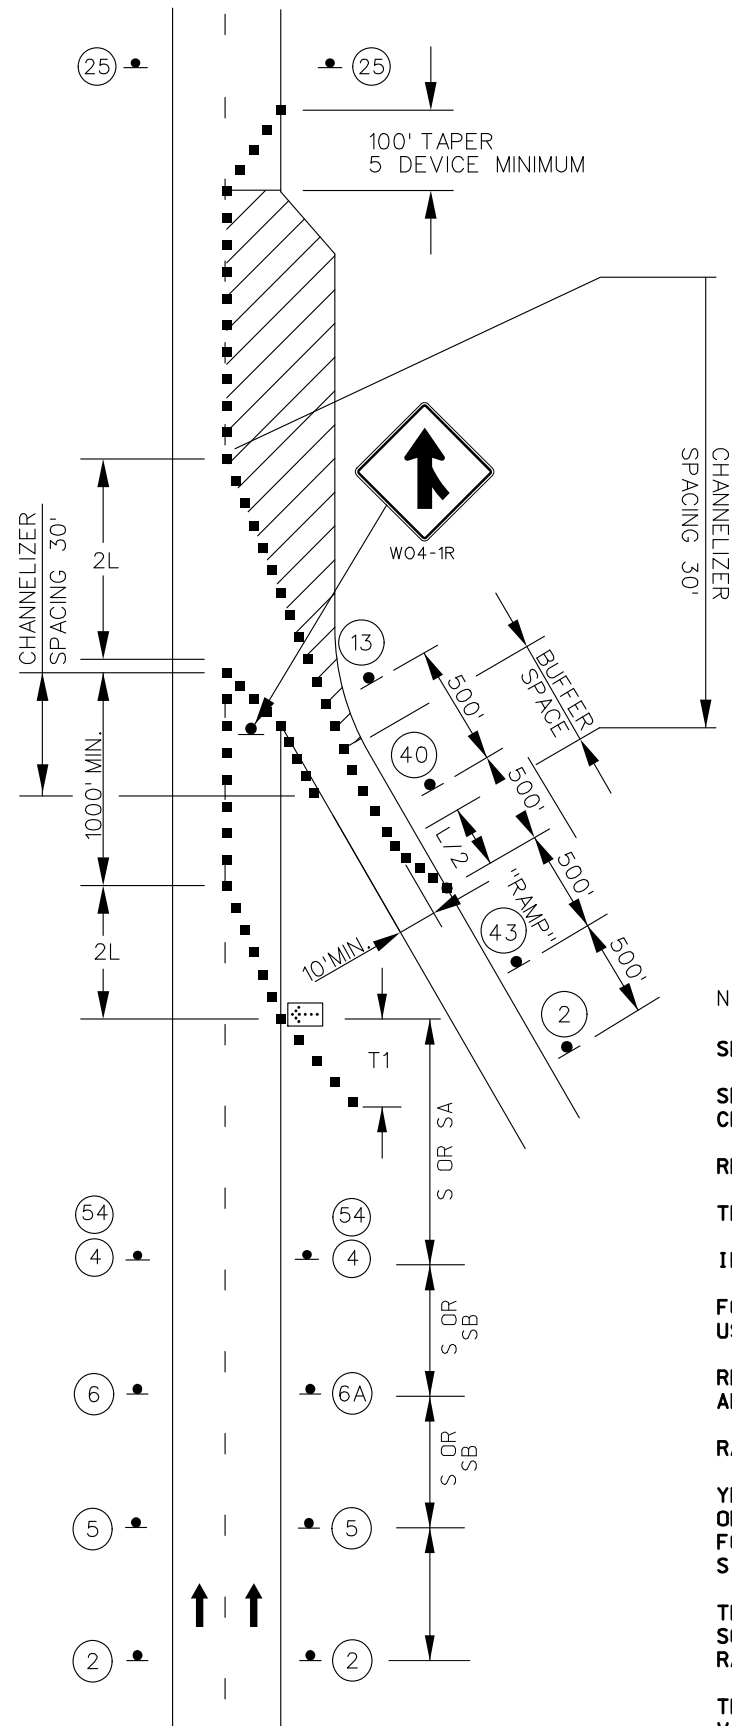 25
25
100' TAPER
5 DEVICE MINIMUM
CHANNELIZER
SPACING 30'
WO4-1R
CHANNELIZER
SPACING 30'
2L
13
500'
BUFFER
SPACE
40
500'
1000' MIN.
L/2
500'
"RAMP"
43
10' MIN.
500'
2L
2
T1
S OR SA
54
54
4
4
S OR
SB
6
6A
S OR
SB
5
5
2
2
N